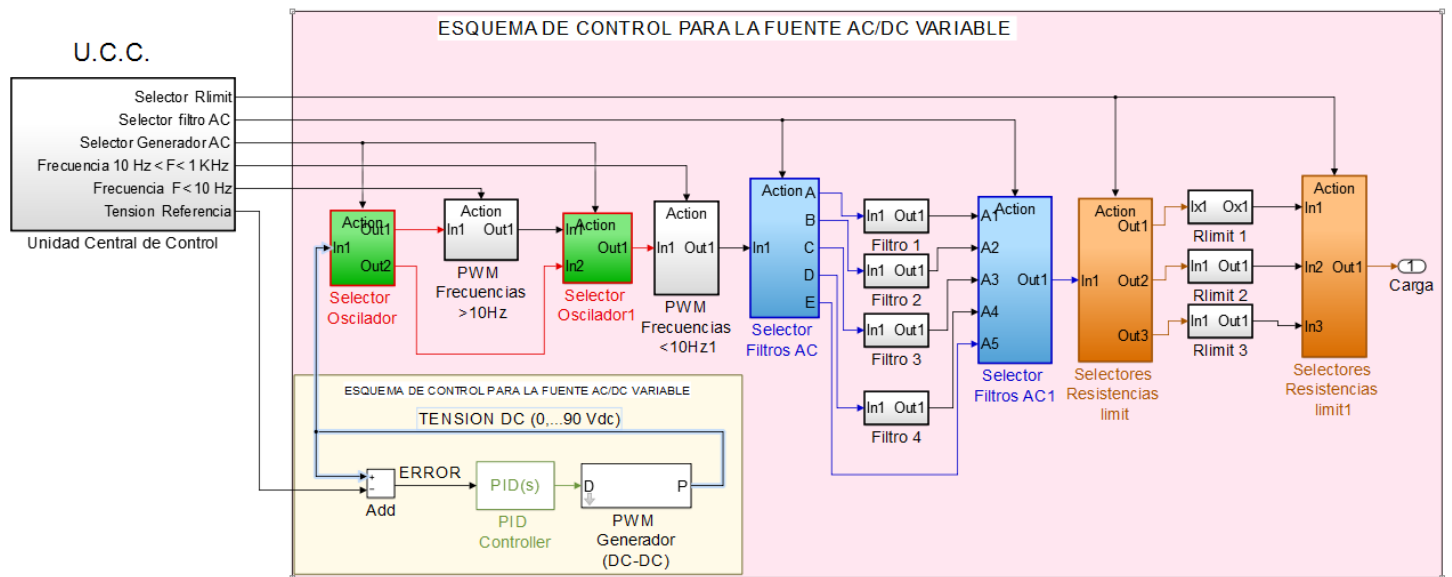 ESQUEMA DE CONTROL PARA LA FUENTE AC/DC VARIABLE
U.C.C.
Selector Rlimit
Selector filtro AC
Selector Generador AC
Frecuencia 10 Hz < F < 1 KHz
Frecuencia F < 10 Hz
Tension Referencia
Unidad Central de Control
Action
In1
Out1
Out2
Selector
Oscilador
Action
In1 Out1
PWM
Frecuencias
>10Hz
Action
In1
In2
Out1
Selector
Oscilador1
Action
In1 Out1
PWM
Frecuencias
<10Hz1
Action
In1
A
B
C
D
E
Selector
Filtros AC
In1 Out1
Filtro 1
In1 Out1
Filtro 2
In1 Out1
Filtro 3
In1 Out1
Filtro 4
Action
A1
A2
A3
A4
A5
Out1
Selector
Filtros AC1
Action
In1
Out1
Out2
Out3
Selectores
Resistencias
limit
Ix1 Ox1
Rlimit 1
In1 Out1
Rlimit 2
In1 Out1
Rlimit 3
Action
In1
In2 Out1
In3
Selectores
Resistencias
limit1
1
Carga
ESQUEMA DE CONTROL PARA LA FUENTE AC/DC VARIABLE
TENSION DC (0,...90 Vdc)
+
−
Add
ERROR
PID(s)
PID
Controller
D P
PWM
Generador
(DC-DC)